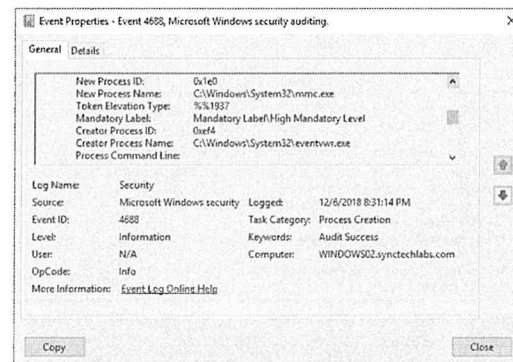 Event Properties - Event 4688, Microsoft Windows security auditing.
General Details
New Process ID: 0x1e0
New Process Name: C:\Windows\System32\mmc.exe
Token Elevation Type: %%1937
Mandatory Label: Mandatory Label\High Mandatory Level
Creator Process ID: 0xef4
Creator Process Name: C:\Windows\System32\eventvwr.exe
Process Command Line:
Log Name: Security
Source: Microsoft Windows security Logged: 12/6/2018 8:31:14 PM
Event ID: 4688 Task Category: Process Creation
Level: Information Keywords: Audit Success
User: N/A Computer: WINDOWS02.synctechlabs.com
OpCode: Info
More Information: Event Log Online Help
Copy Close